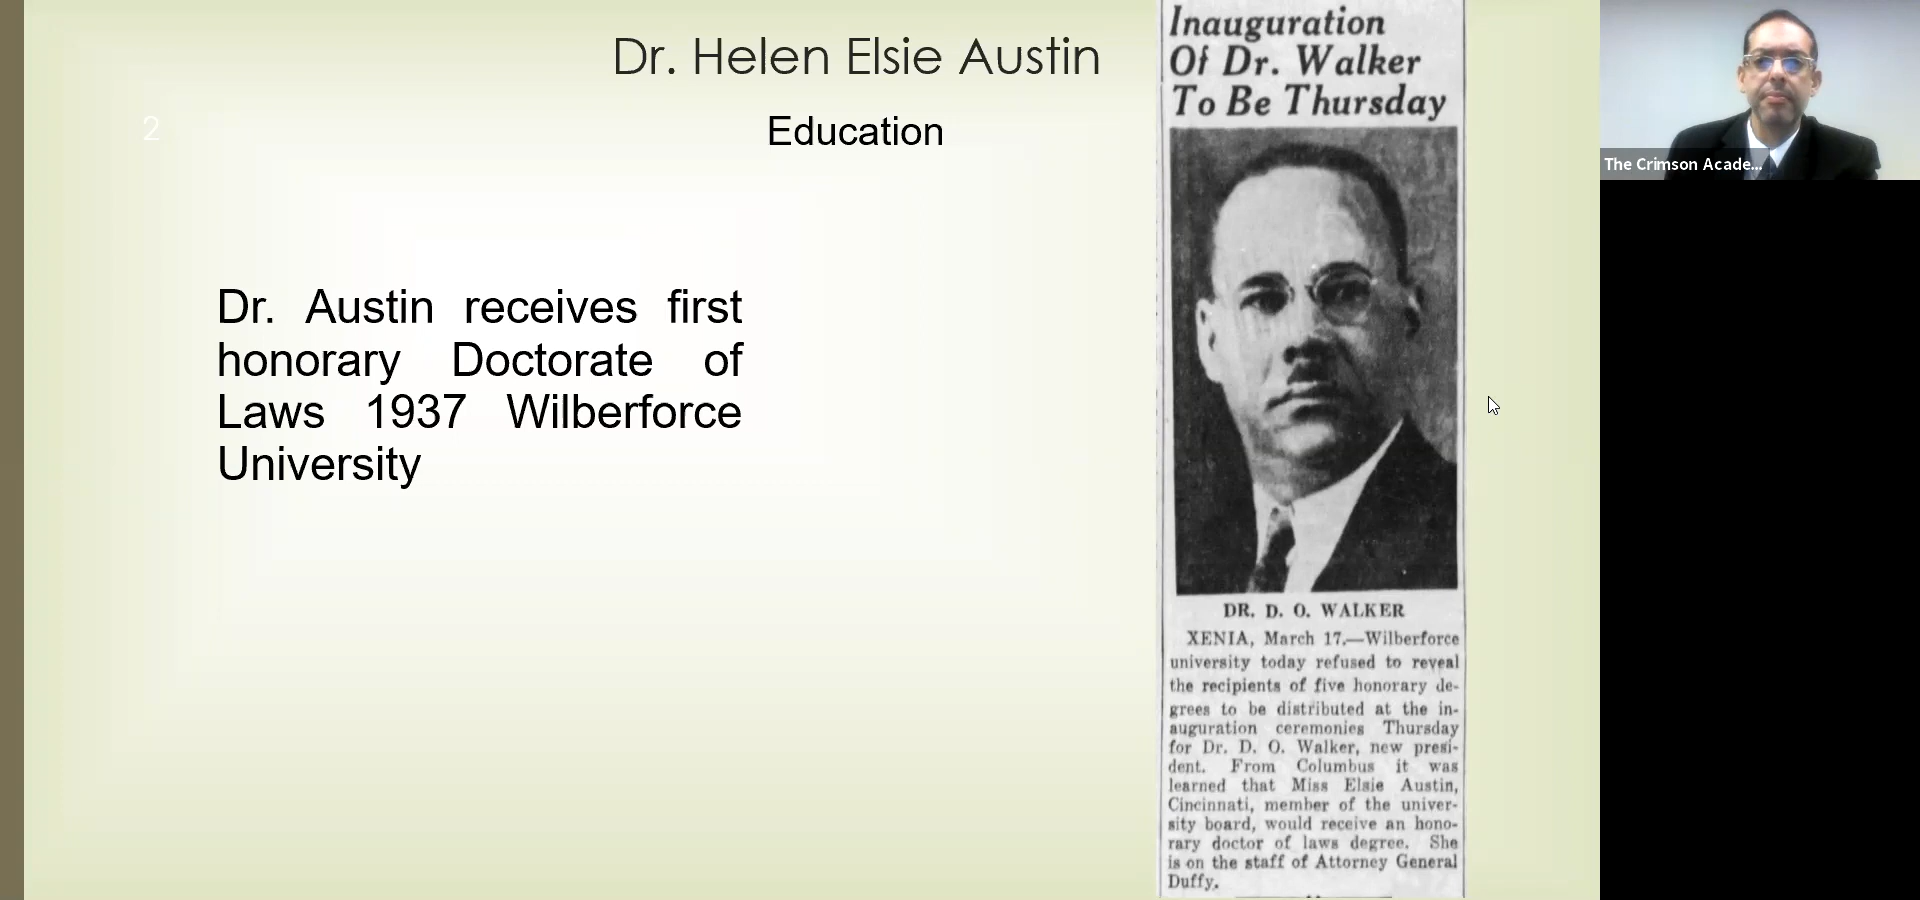 Dr. Helen Elsie Austin
2
Education
Dr. Austin receives first
honorary Doctorate of
Laws 1937 Wilberforce
University
Inauguration
Of Dr. Walker
To Be Thursday
DR. D. O. WALKER
XENIA, March 17.—Wilberforce
university today refused to reveal
the recipients of five honorary de-
grees to be distributed at the in-
auguration ceremonies Thursday
for Dr. D. O. Walker, new presi-
dent. From Columbus it was
learned that Miss Elsie Austin,
Cincinnati, member of the univer-
sity board, would receive an hono-
rary doctor of laws degree. She
is on the staff of Attorney General
Duffy.
The Crimson Acade...